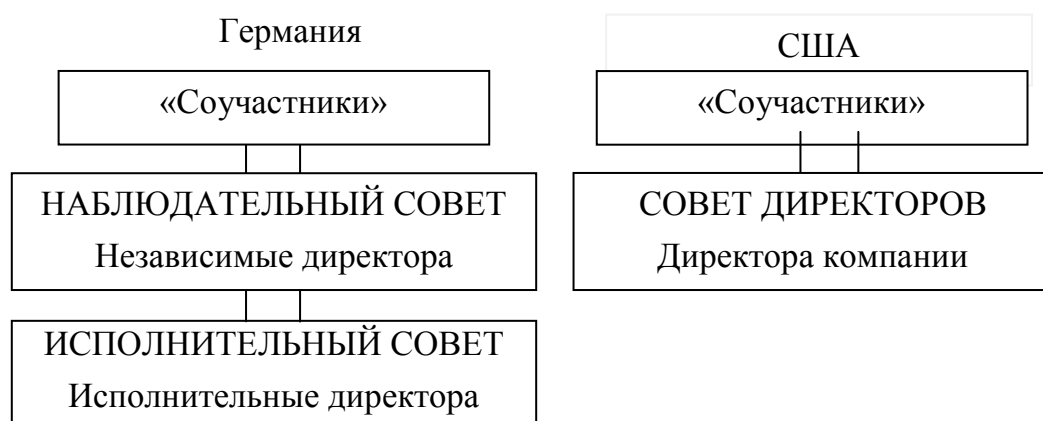 Германия
«Соучастники»
НАБЛЮДАТЕЛЬНЫЙ СОВЕТ
Независимые директора
ИСПОЛНИТЕЛЬНЫЙ СОВЕТ
Исполнительные директора
США
«Соучастники»
СОВЕТ ДИРЕКТОРОВ
Директора компании